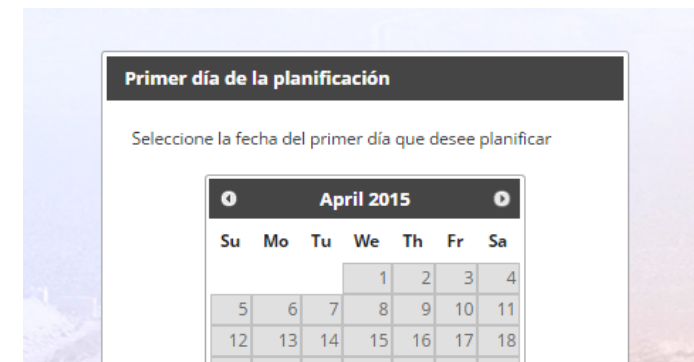 Primer día de la planificación
Seleccione la fecha del primer día que desee planificar
April 2015
Su Mo Tu We Th Fr Sa
1 2 3 4
5 6 7 8 9 10 11
12 13 14 15 16 17 18